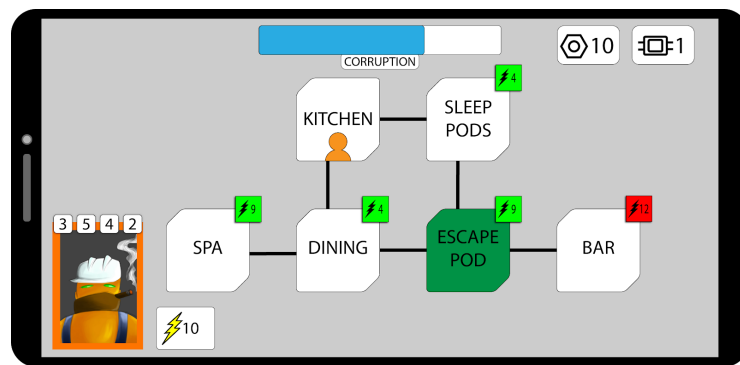 10
1
CORRUPTION
4
KITCHEN
SLEEP
PODS
9
4
9
12
3 5 4 2
SPA
DINING
ESCAPE
POD
BAR
10